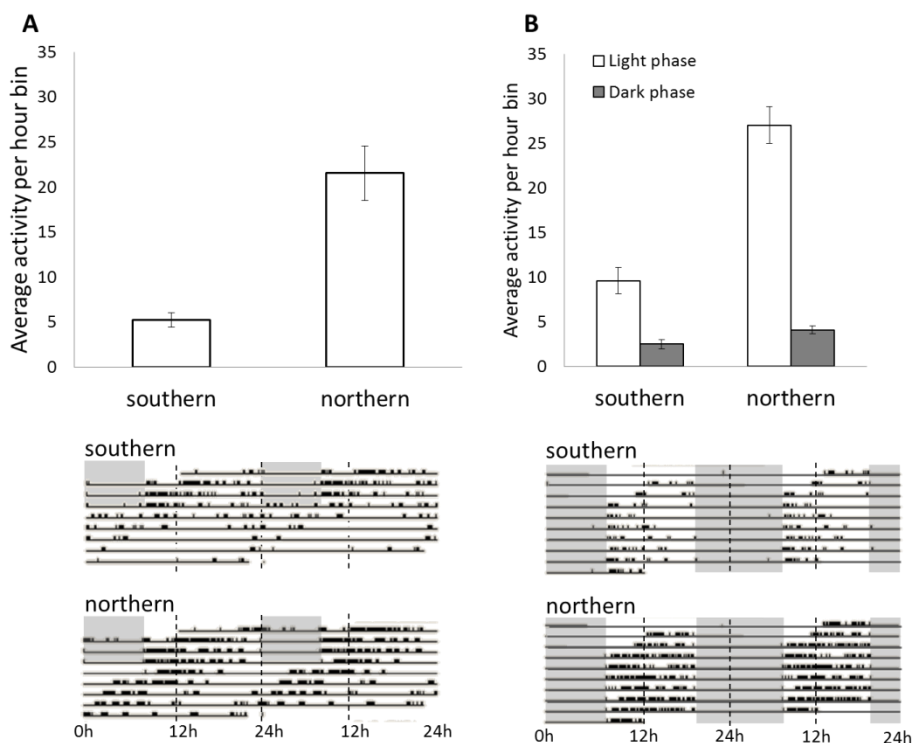 A
Average activity per hour bin
35
30
25
20
15
10
5
0
southern
northern
southern
northern
0h 12h 24h 12h 24h
B
Average activity per hour bin
35
30
25
20
15
10
5
0
Light phase
Dark phase
southern
northern
southern
northern
0h 12h 24h 12h 24h